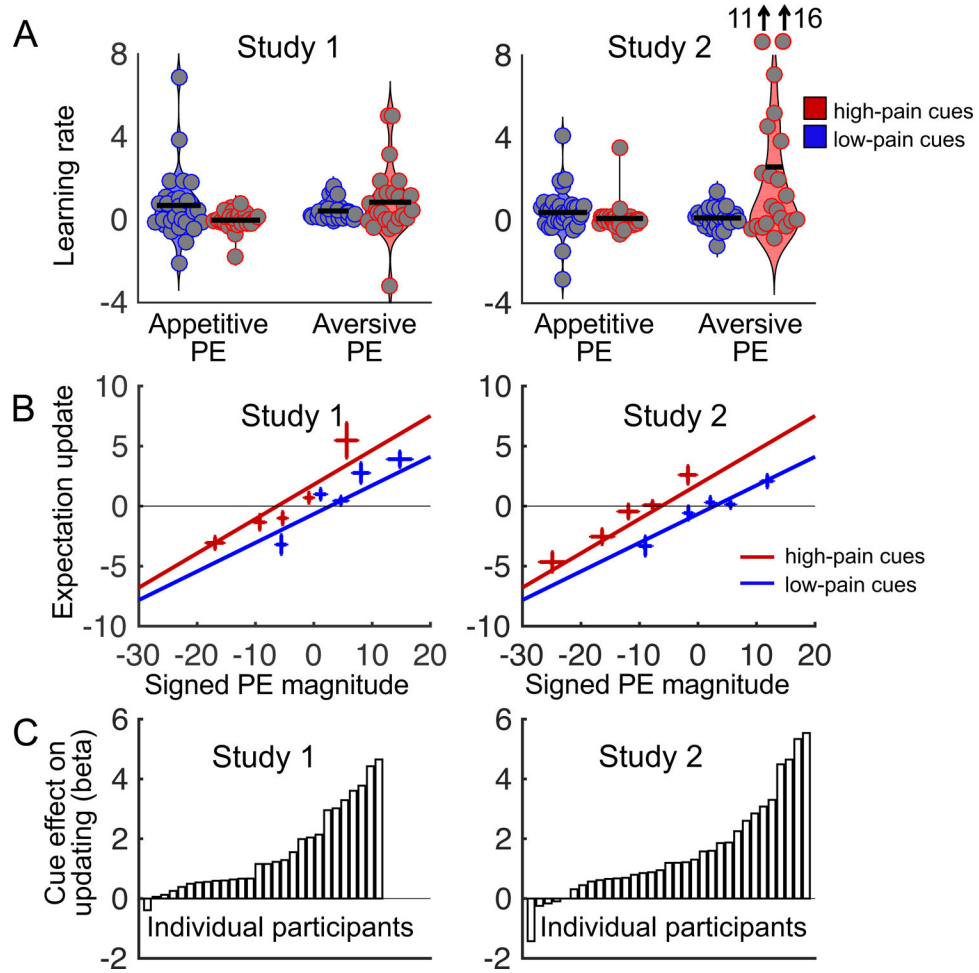 A
Study 1
Study 2
11
16
high-pain cues
low-pain cues
Learning rate
8
4
0
-4
8
4
0
-4
Appetitive
PE
Aversive
PE
Appetitive
PE
Aversive
PE
B
Study 1
Study 2
Expectation update
10
5
0
-5
-10
10
5
0
-5
-10
high-pain cues
low-pain cues
-30 -20 -10 0 10 20
-30 -20 -10 0 10 20
Signed PE magnitude
Signed PE magnitude
C
Study 1
Study 2
Cue effect on
updating (beta)
6
4
2
0
-2
6
4
2
0
-2
Individual participants
Individual participants